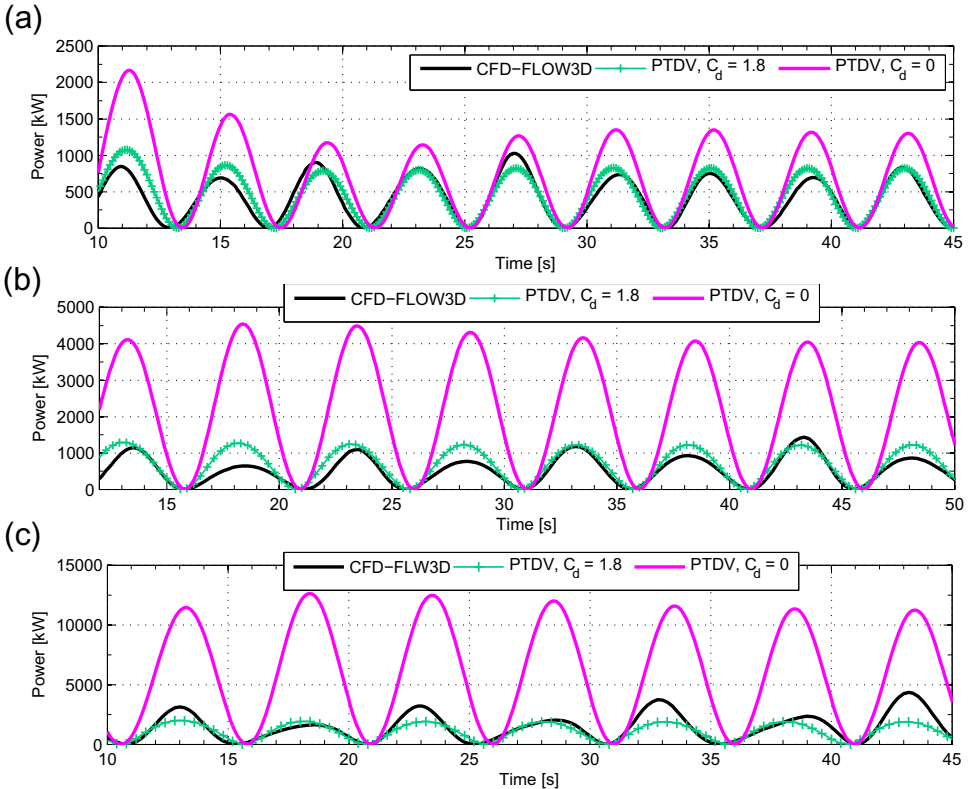 (a)
2500
2000
1500
1000
500
0
Power [kW]
CFD-FLOW3D PTDV, C_d = 1.8 PTDV, C_d = 0
10 15 20 25 30 35 40 45
Time [s]
(b)
5000
4000
3000
2000
1000
0
Power [kW]
CFD-FLOW3D PTDV, C_d = 1.8 PTDV, C_d = 0
15 20 25 30 35 40 45 50
Time [s]
(c)
15000
10000
5000
0
Power [kW]
CFD-FLW3D PTDV, C_d = 1.8 PTDV, C_d = 0
10 15 20 25 30 35 40 45
Time [s]